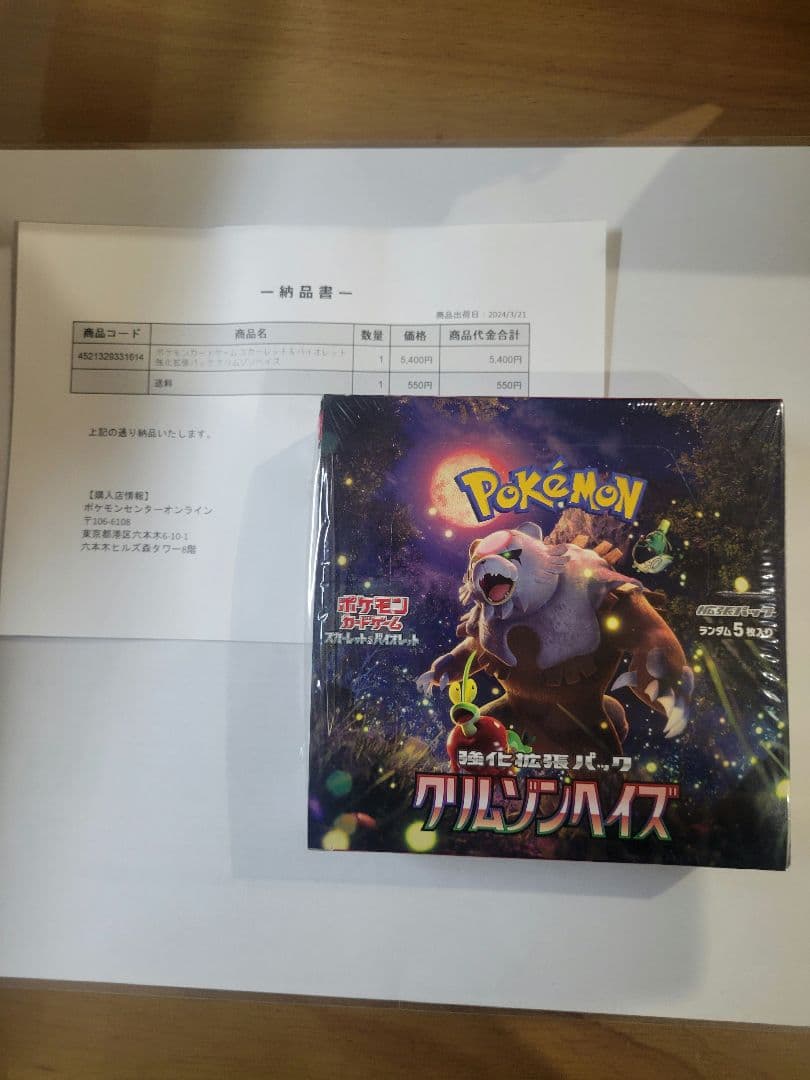 ー納品書ー
商品出荷日:2024/3/21
商品コード 商品名 数量 価格 商品代金合計
4521329331614 ポケモンカードゲーム スカーレット&バイオレット 1 5,400円 5,400円
強化拡張パック クリムゾンヘイズ
送料 1 550円 550円
上記の通り納品いたします。
【購入店情報】
ポケモンセンターオンライン
〒106-6108
東京都港区六本木6-10-1
六本木ヒルズ森タワー8階
POKéMON
ポケモン
カードゲーム
スカーレット&バイオレット
拡張パック
ランダム5枚入り
強化拡張パック
クリムゾンヘイズ